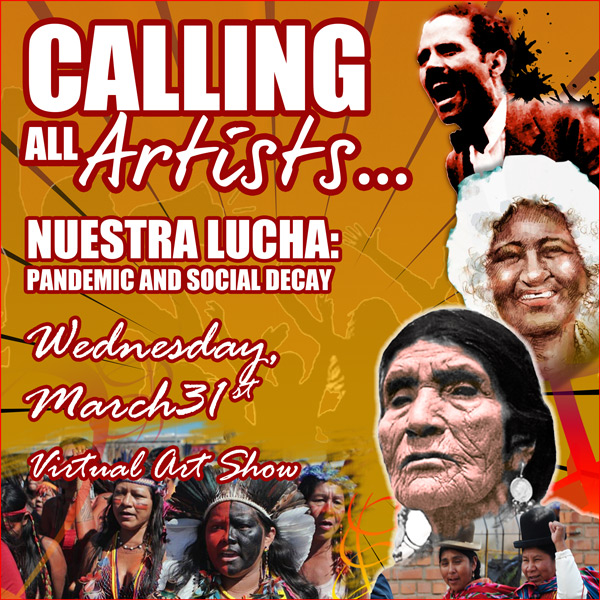 CALLING
ALL Artists...
NUESTRA LUCHA:
PANDEMIC AND SOCIAL DECAY
Wednesday,
March31st
Virtual Art Show